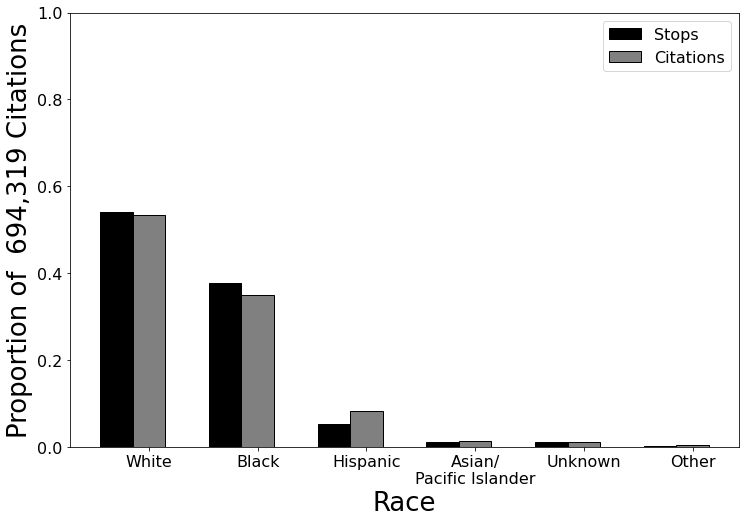 Stops
Citations
Proportion of 694,319 Citations
1.0
0.8
0.6
0.4
0.2
0.0
White
Black
Hispanic
Asian/
Pacific Islander
Unknown
Other
Race